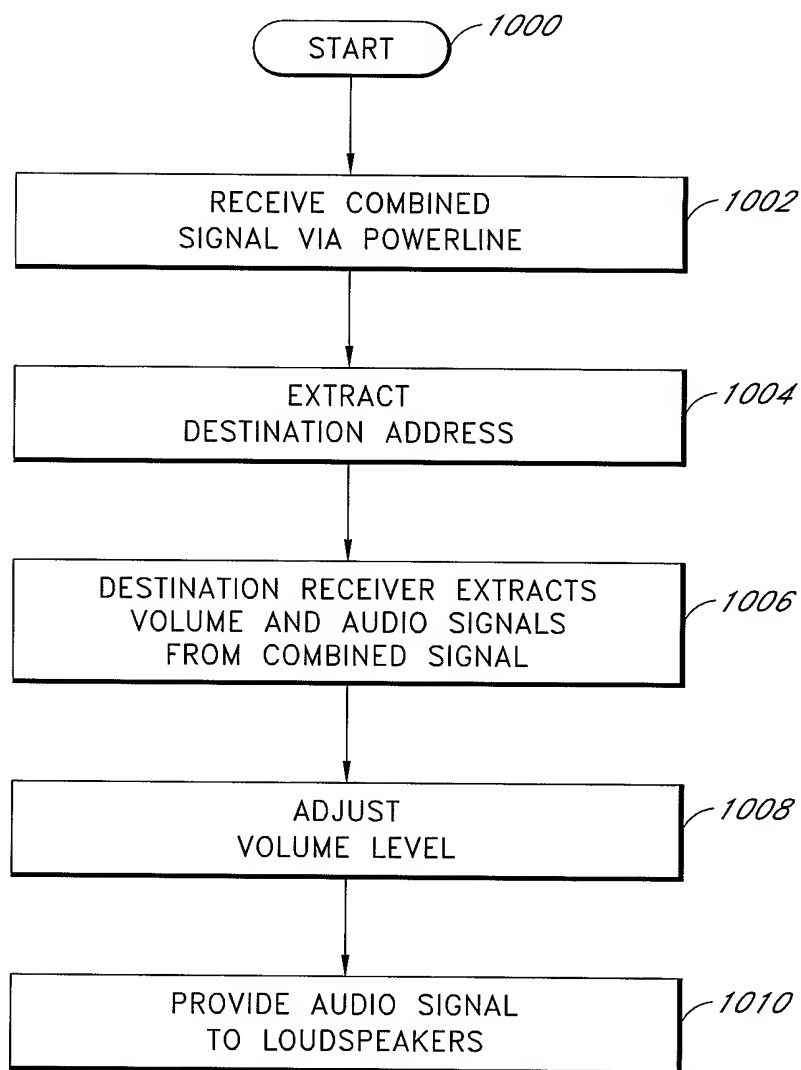 START
1000
RECEIVE COMBINED
SIGNAL VIA POWERLINE
1002
EXTRACT
DESTINATION ADDRESS
1004
DESTINATION RECEIVER EXTRACTS
VOLUME AND AUDIO SIGNALS
FROM COMBINED SIGNAL
1006
ADJUST
VOLUME LEVEL
1008
PROVIDE AUDIO SIGNAL
TO LOUDSPEAKERS
1010